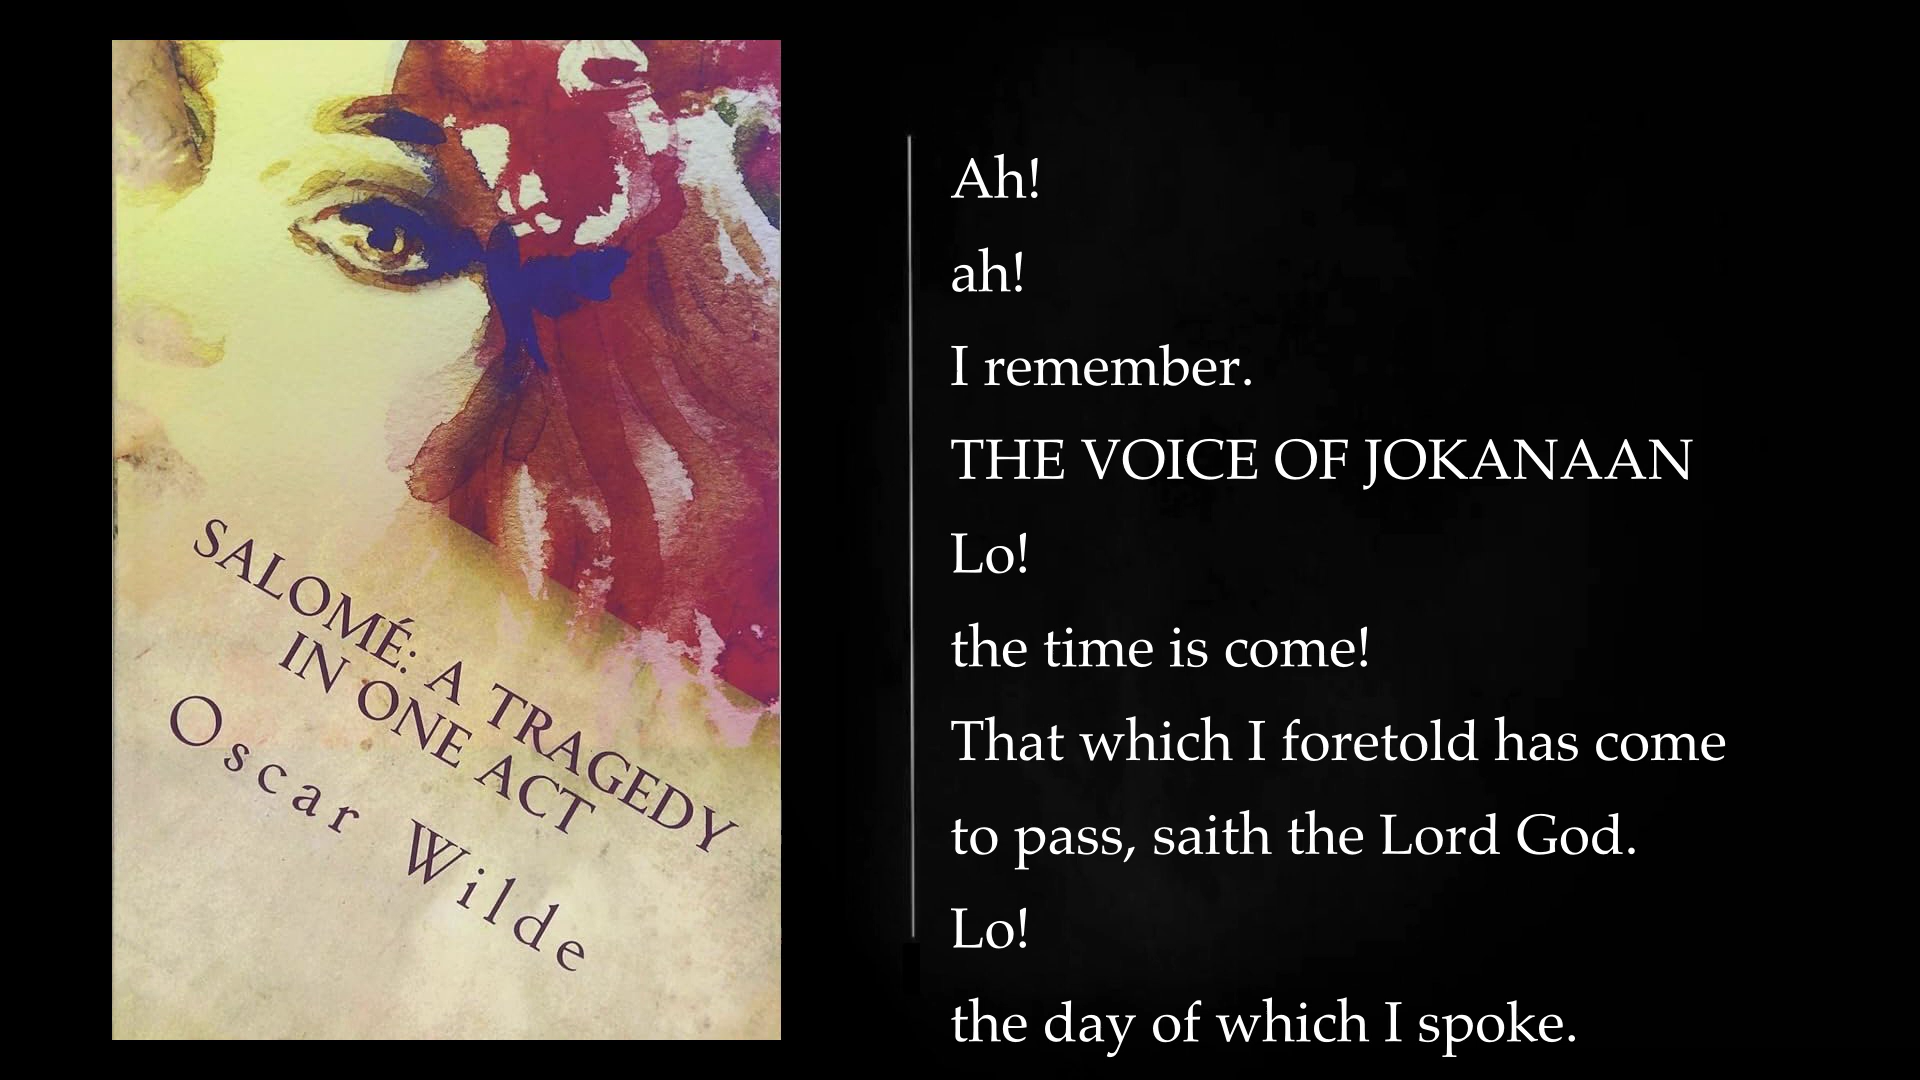 SALOMÉ: A TRAGEDY
IN ONE ACT
Oscar Wilde
Ah!
ah!
I remember.
THE VOICE OF JOKANAAN
Lo!
the time is come!
That which I foretold has come
to pass, saith the Lord God.
Lo!
the day of which I spoke.